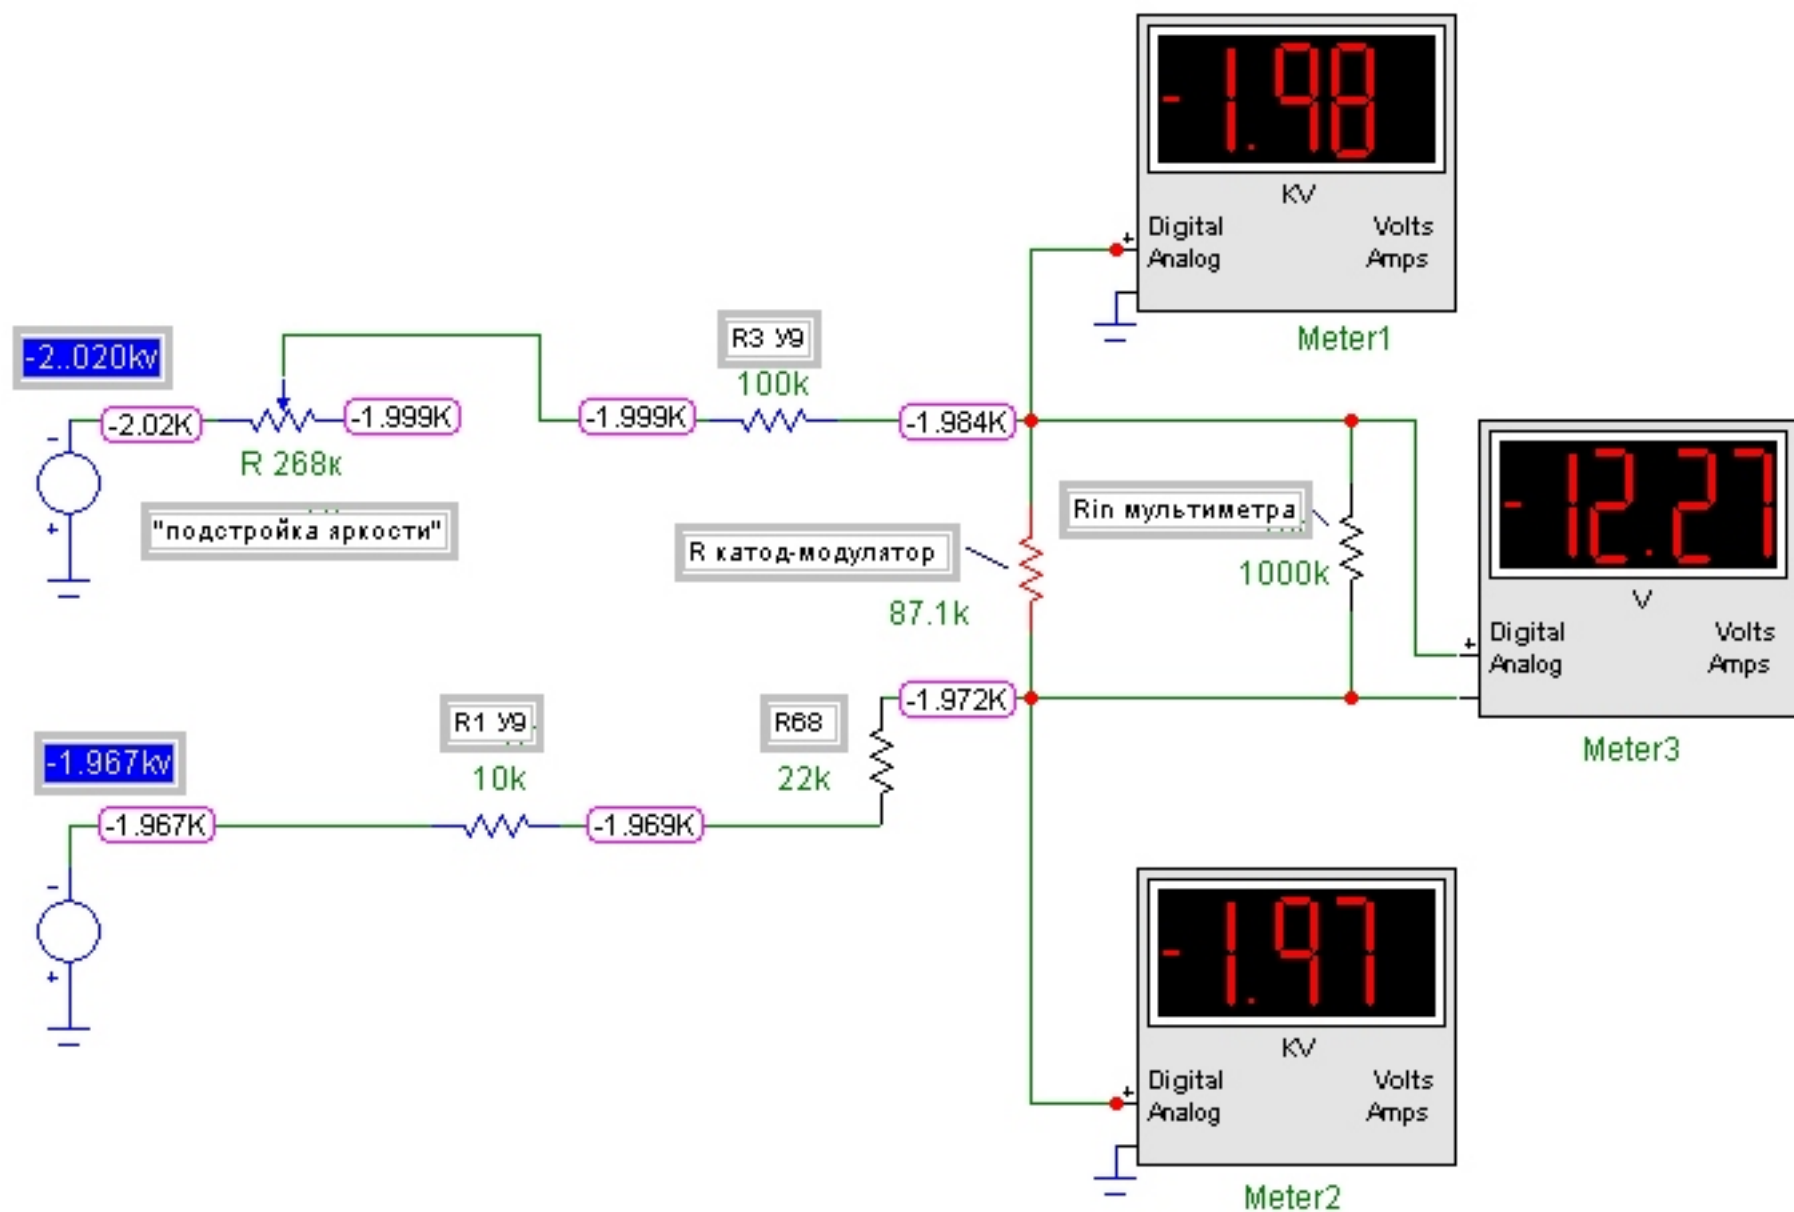 -1.98
KV
Digital Volts
Analog Amps
+
Meter1
-2..020kv
R3 У9
100k
-2.02K
-1.999K
-1.999K
-1.984K
-
+
R 268к
"подстройка яркости"
Rin мультиметра
1000k
R катод-модулятор
87.1k
-12.27
V
+
Digital Volts
Analog Amps
Meter3
-1.972K
R1 У9
10k
R68
22k
-1.967kv
-1.967K
-1.969K
-
+
-1.97
KV
Digital Volts
Analog Amps
+
Meter2